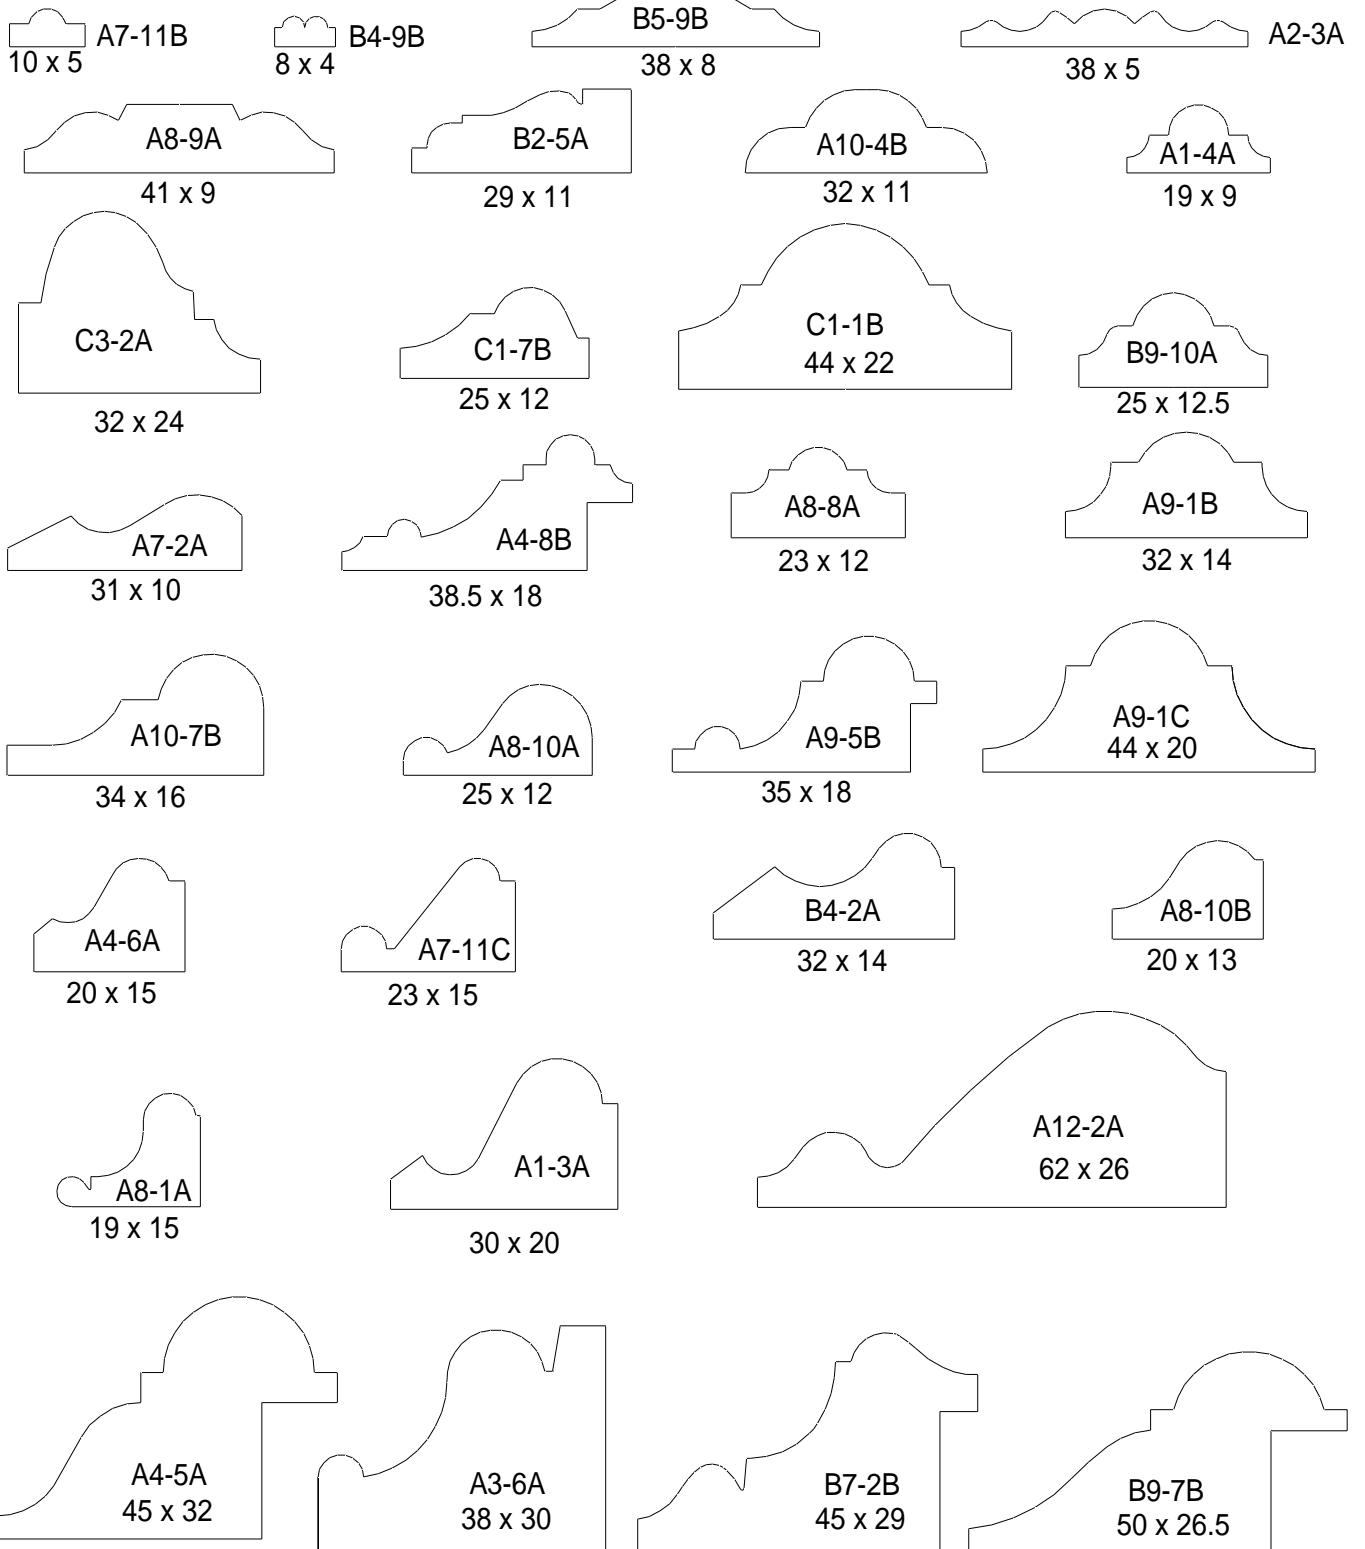 A7-11B
10 x 5
B4-9B
8 x 4
B5-9B
38 x 8
A2-3A
38 x 5
A8-9A
41 x 9
B2-5A
29 x 11
A10-4B
32 x 11
A1-4A
19 x 9
C3-2A
32 x 24
C1-7B
25 x 12
C1-1B
44 x 22
B9-10A
25 x 12.5
A7-2A
31 x 10
A4-8B
38.5 x 18
A8-8A
23 x 12
A9-1B
32 x 14
A10-7B
34 x 16
A8-10A
25 x 12
A9-5B
35 x 18
A9-1C
44 x 20
A4-6A
20 x 15
A7-11C
23 x 15
B4-2A
32 x 14
A8-10B
20 x 13
A8-1A
19 x 15
A1-3A
30 x 20
A12-2A
62 x 26
A4-5A
45 x 32
A3-6A
38 x 30
B7-2B
45 x 29
B9-7B
50 x 26.5